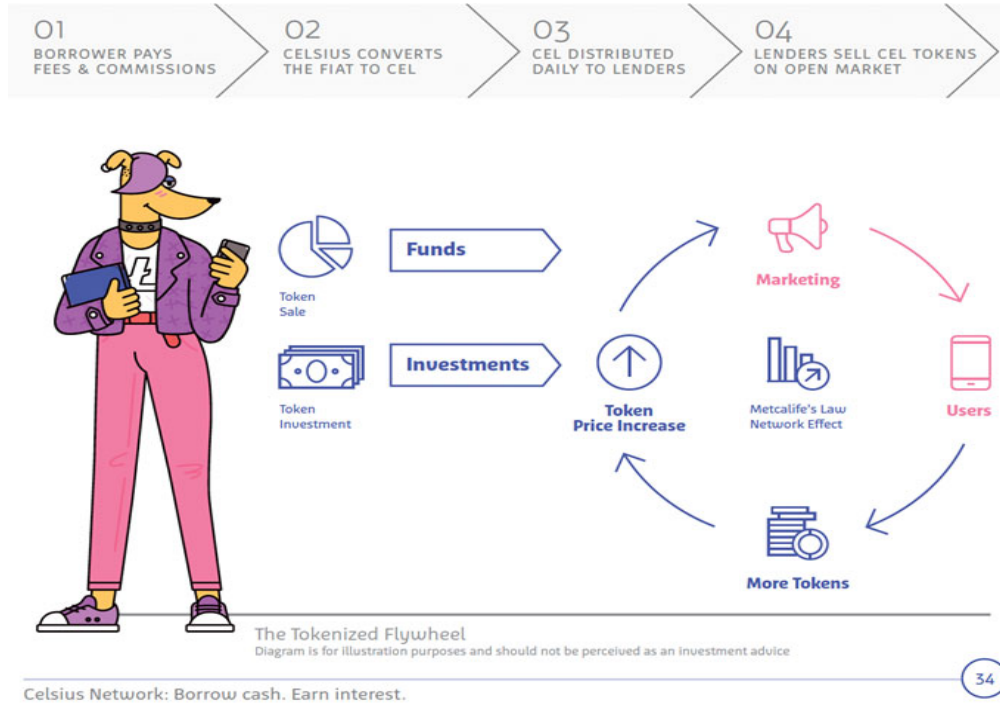 01
BORROWER PAYS
FEES & COMMISSIONS
02
CELSIUS CONVERTS
THE FIAT TO CEL
03
CEL DISTRIBUTED
DAILY TO LENDERS
04
LENDERS SELL CEL TOKENS
ON OPEN MARKET
Token
Sale
Funds
Token
Investment
Investments
Token
Price Increase
Marketing
Metcalife's Law
Network Effect
Users
More Tokens
The Tokenized Flywheel
Diagram is for illustration purposes and should not be perceived as an investment advice
Celsius Network: Borrow cash. Earn interest.
34